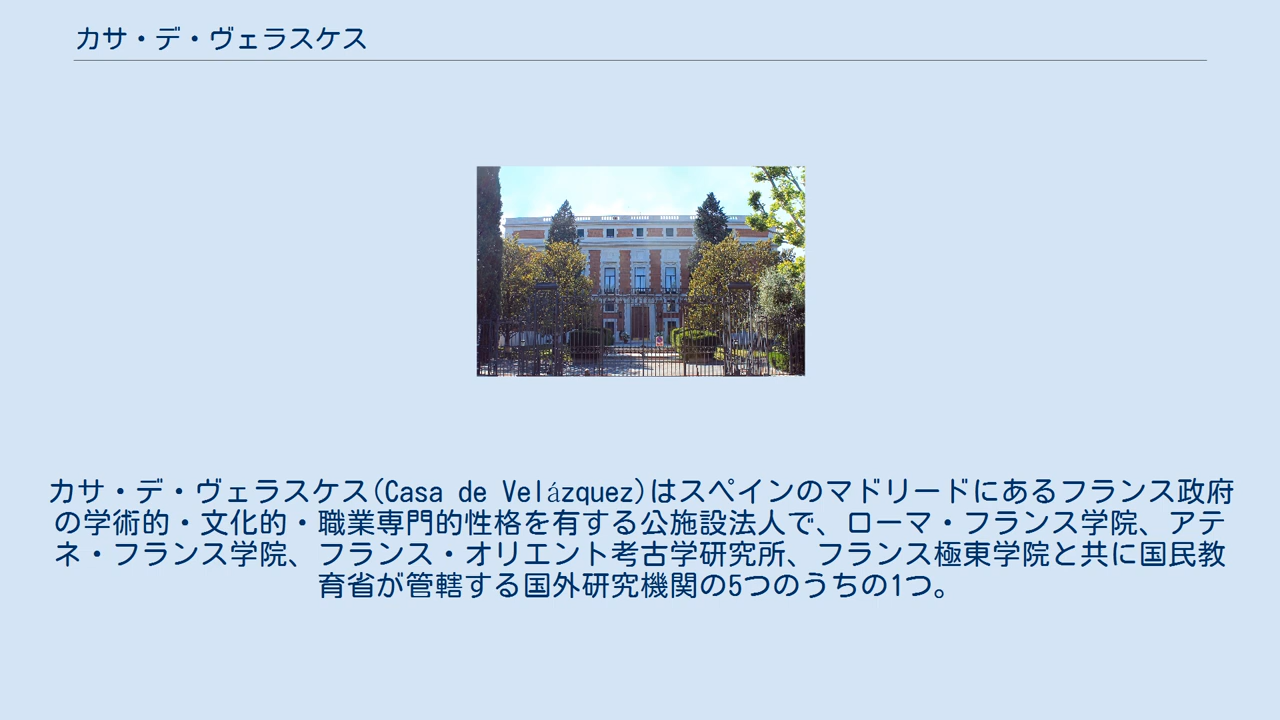 カサ・デ・ヴェラスケス
カサ・デ・ヴェラスケス(Casa de Velázquez)はスペインのマドリードにあるフランス政府
の学術的・文化的・職業専門的性格を有する公施設法人で、ローマ・フランス学院、アテ
ネ・フランス学院、フランス・オリエント考古学研究所、フランス極東学院と共に国民教
育省が管轄する国外研究機関の5つのうちの1つ。